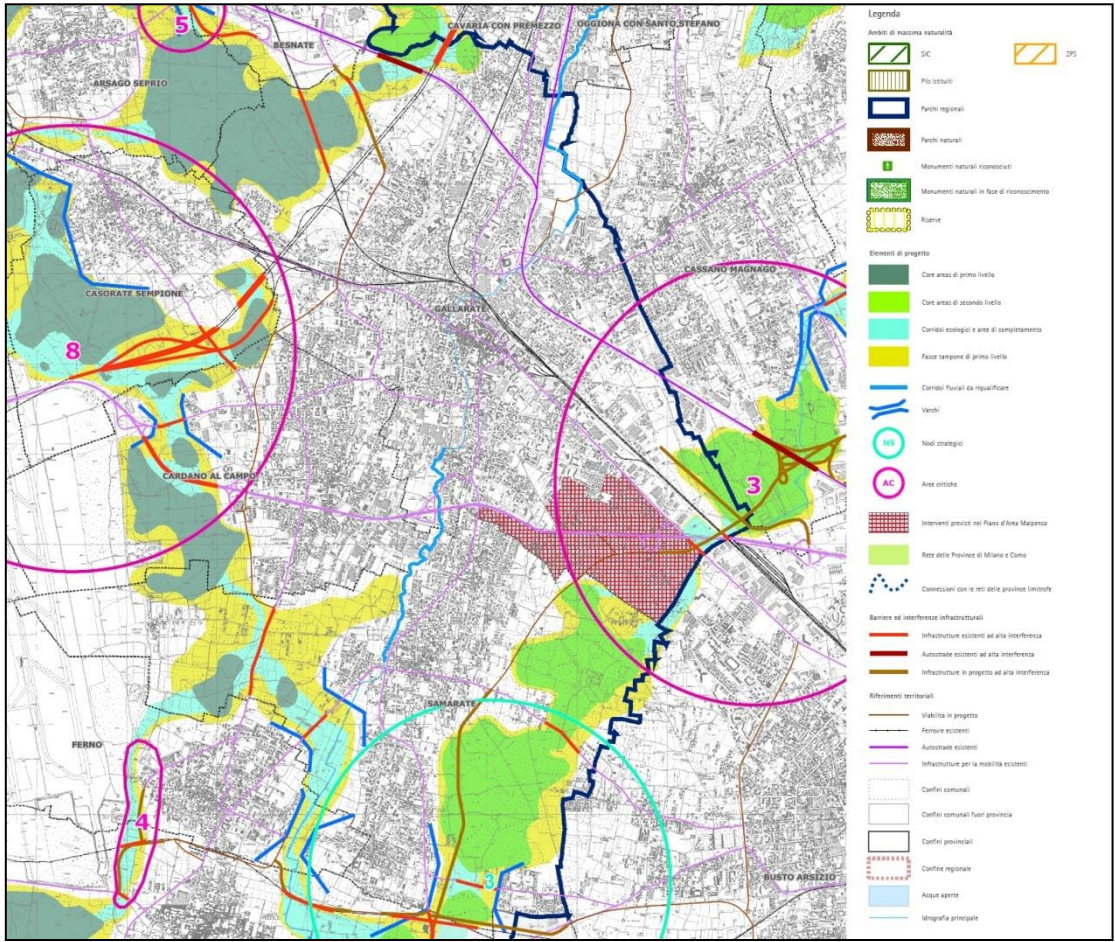 5
CAVARIA CON PREMEZZO
OGGIONA CON SANTO STEFANO
BESNATE
ARSAGO SEPRIO
CASSANO MAGNAGO
CASORATE SEMPIONE
GALLARATE
8
CARDANO AL CAMPO
3
SAMARATE
FERNO
4
3
BUSTO ARSIZIO
Legenda
Ambiti di massima naturalità
SIC
ZPS
Plis istituiti
Parchi regionali
Parchi naturali
Monumenti naturali riconosciuti
Monumenti naturali in fase di riconoscimento
Riserve
Elementi di progetto
Core areas di primo livello
Core areas di secondo livello
Corridoi ecologici e aree di completamento
Fasce tampone di primo livello
Corridoi fluviali da riqualificare
Varchi
NS
Nodi strategici
AC
Aree critiche
Interventi previsti nel Piano d'Area Malpensa
Rete delle Province di Milano e Como
Connessioni con le reti delle province limitrofe
Barriere ed interferenze infrastrutturali
Infrastrutture esistenti ad alta interferenza
Autostrade esistenti ad alta interferenza
Infrastrutture in progetto ad alta interferenza
Riferimenti territoriali
Viabilità in progetto
Ferrovie esistenti
Autostrade esistenti
Infrastrutture per la mobilità esistenti
Confini comunali
Confini comunali fuori provincia
Confini provinciali
Confine regionale
Acque aperte
Idrografia principale